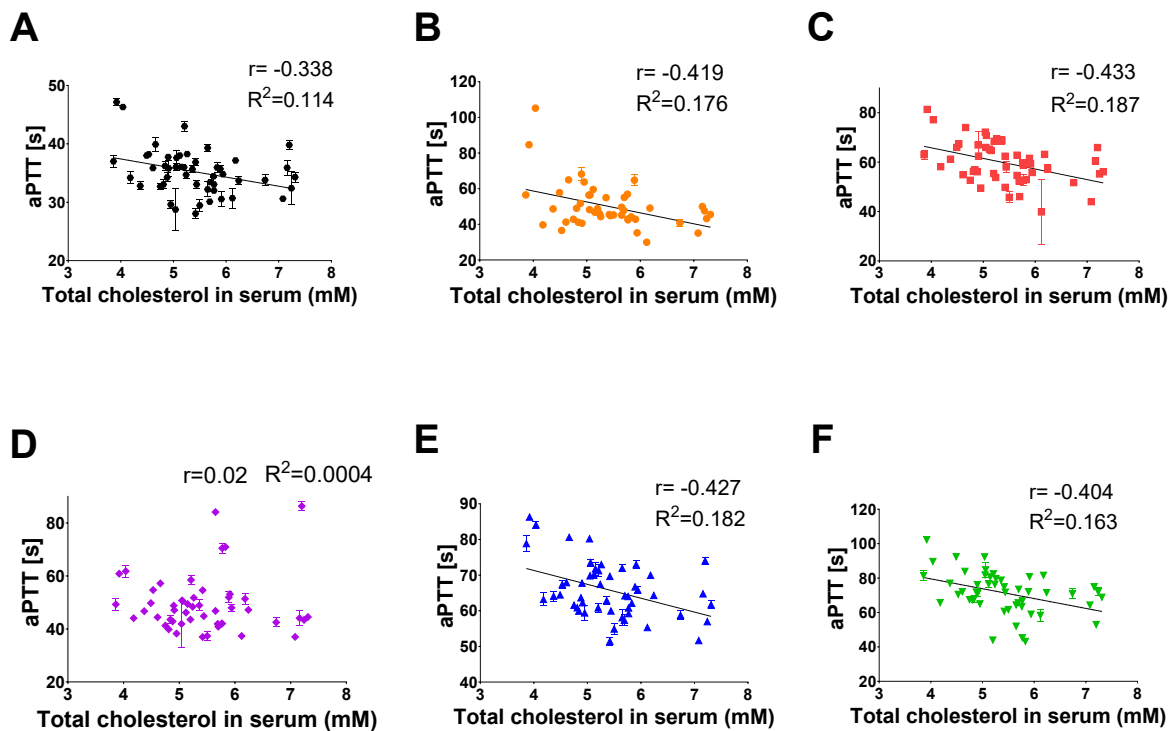 A
r= -0.338
R²=0.114
50
40
30
20
aPTT [s]
3 4 5 6 7 8
Total cholesterol in serum (mM)
B
r= -0.419
R²=0.176
120
100
80
60
40
20
aPTT [s]
3 4 5 6 7 8
Total cholesterol in serum (mM)
C
r= -0.433
R²=0.187
80
60
40
20
aPTT [s]
3 4 5 6 7 8
Total cholesterol in serum (mM)
D
r=0.02 R²=0.0004
80
60
40
20
aPTT [s]
3 4 5 6 7 8
Total cholesterol in serum (mM)
E
r= -0.427
R²=0.182
90
80
70
60
50
40
aPTT [s]
3 4 5 6 7 8
Total cholesterol in serum (mM)
F
r= -0.404
R²=0.163
120
100
80
60
40
20
aPTT [s]
3 4 5 6 7 8
Total cholesterol in serum (mM)